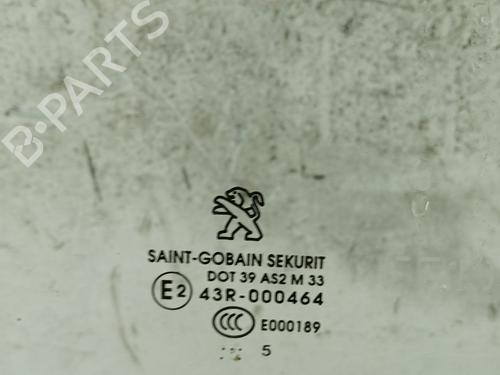 B-PARTS
SAINT-GOBAIN SEKURIT
DOT 39 AS2 M 33
E2 43R-000464
CCC E000189
5